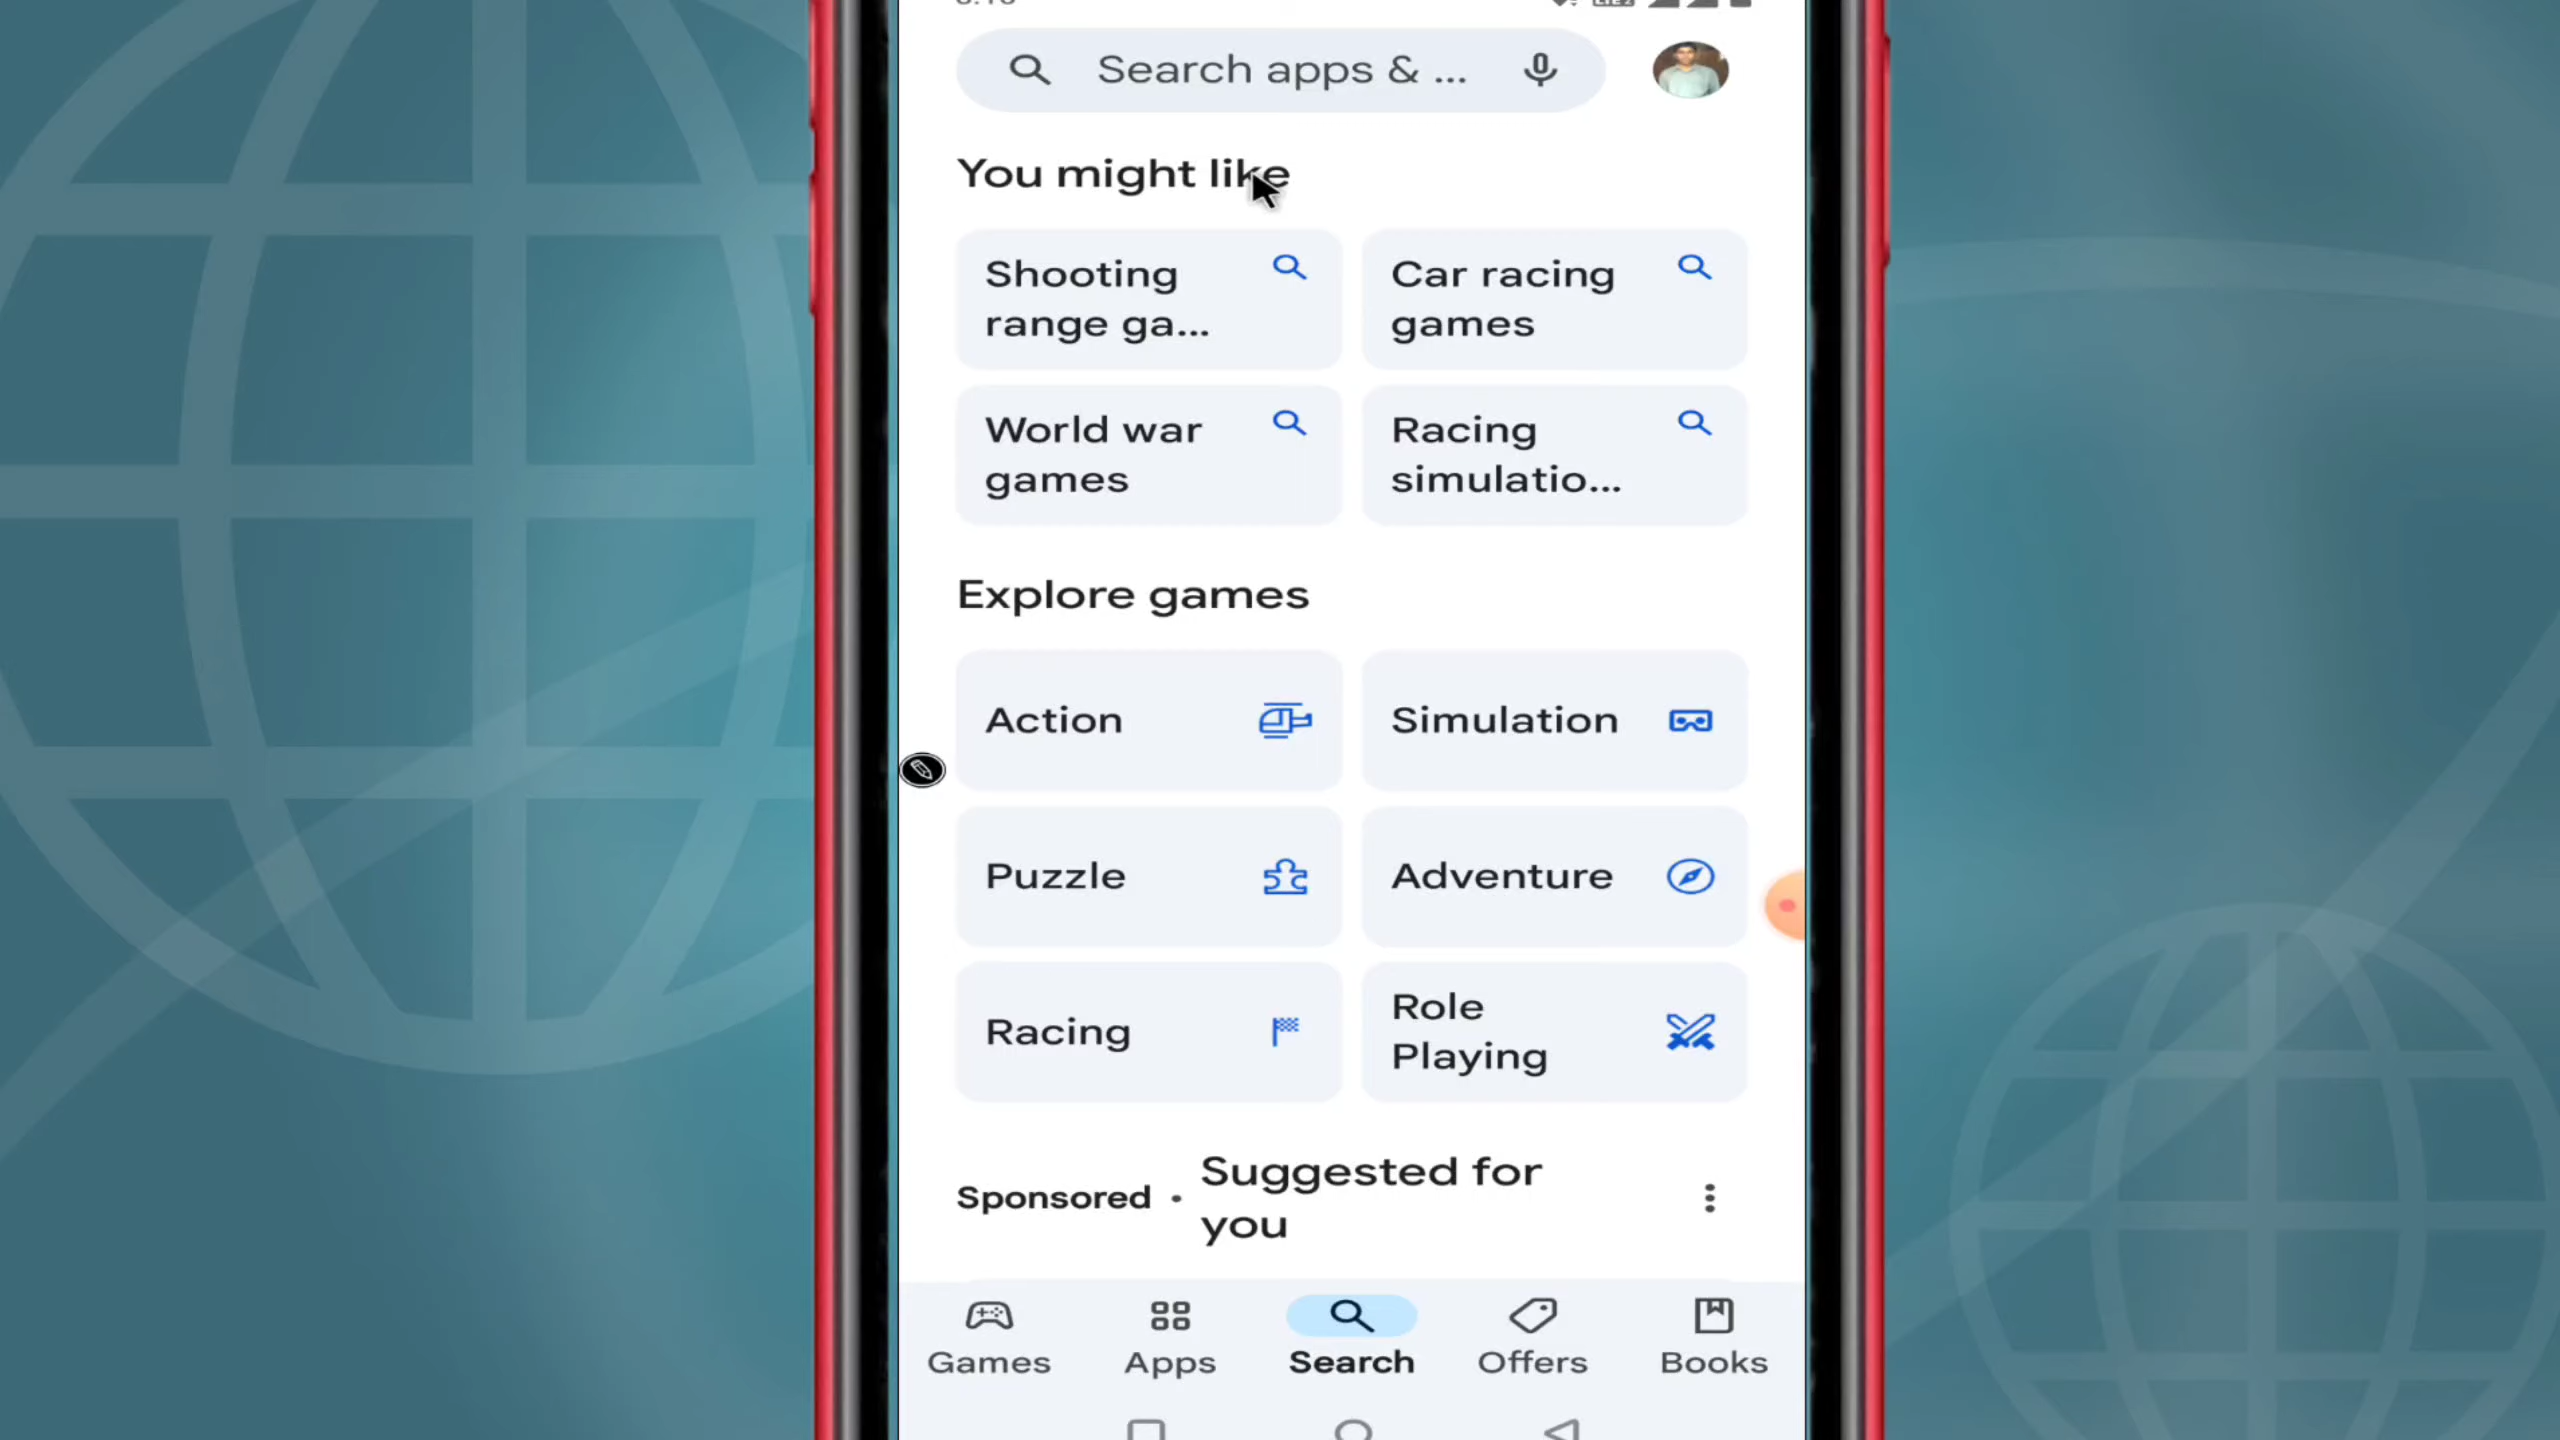 Search apps & ...
You might like
Shooting
range ga...
Car racing
games
World war
games
Racing
simulatio...
Explore games
Action
Simulation
Puzzle
Adventure
Racing
Role
Playing
Sponsored • Suggested for
you
Games
Apps
Search
Offers
Books